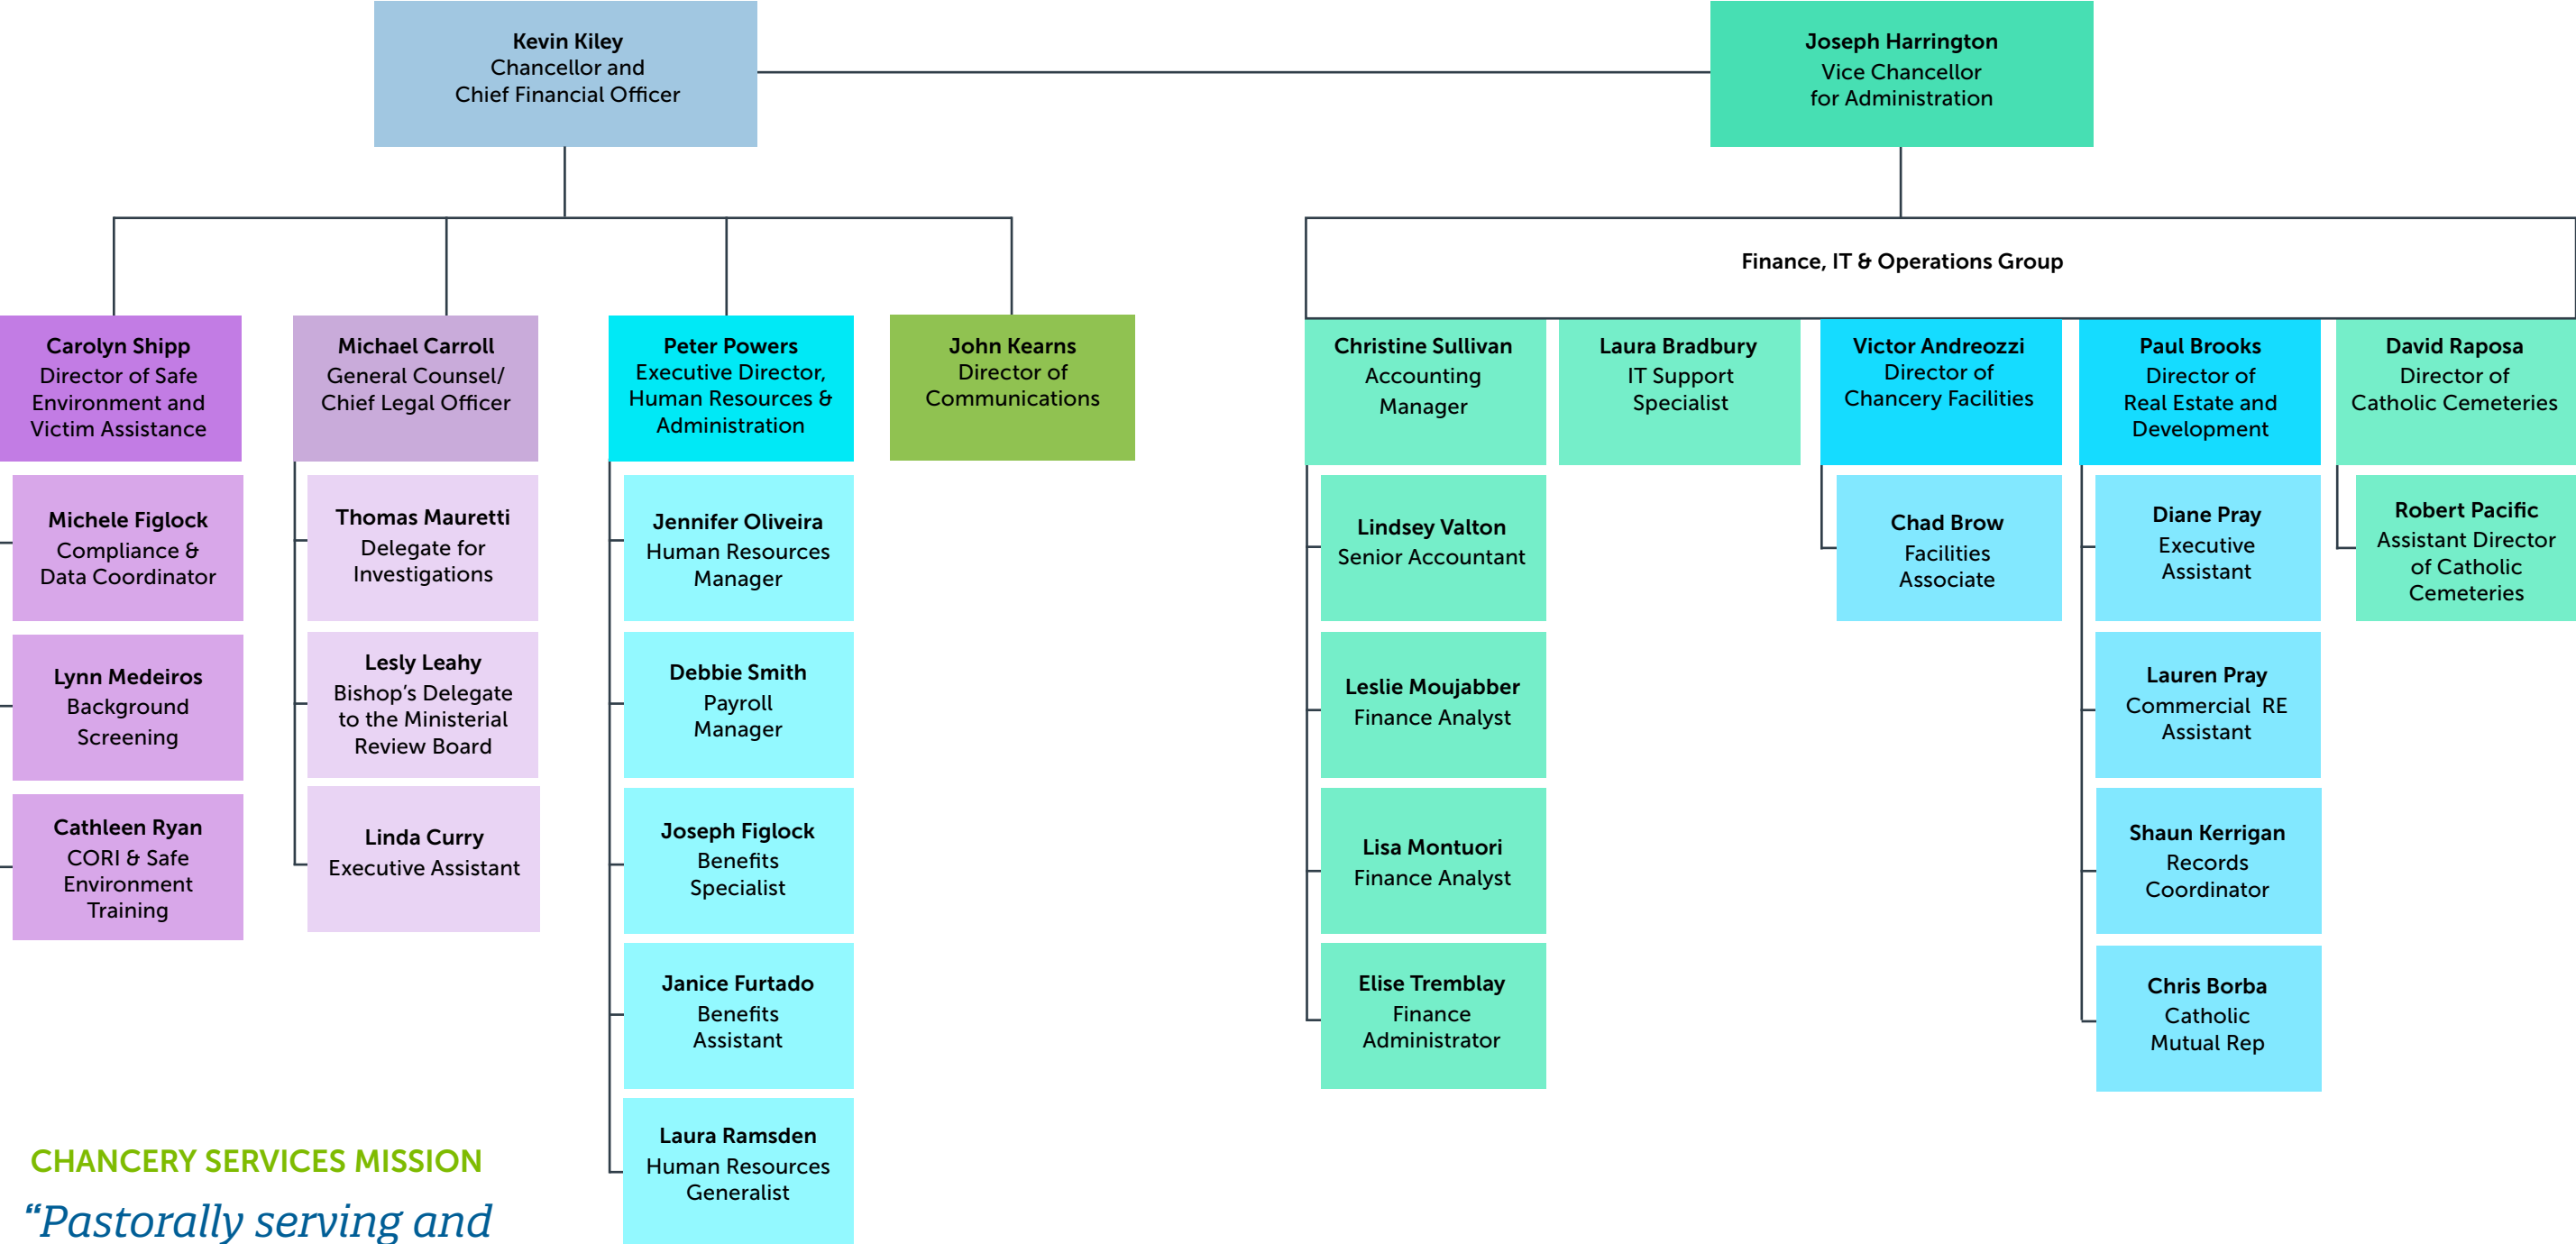 Kevin Kiley
Chancellor and
Chief Financial Officer
Joseph Harrington
Vice Chancellor
for Administration
Finance, IT & Operations Group
Carolyn Shipp
Director of Safe
Environment and
Victim Assistance
Michele Figlock
Compliance &
Data Coordinator
Lynn Medeiros
Background
Screening
Cathleen Ryan
CORI & Safe
Environment
Training
Michael Carroll
General Counsel/
Chief Legal Officer
Thomas Mauretti
Delegate for
Investigations
Lesly Leahy
Bishop’s Delegate
to the Ministerial
Review Board
Linda Curry
Executive Assistant
Peter Powers
Executive Director,
Human Resources &
Administration
Jennifer Oliveira
Human Resources
Manager
Debbie Smith
Payroll
Manager
Joseph Figlock
Benefits
Specialist
Janice Furtado
Benefits
Assistant
Laura Ramsden
Human Resources
Generalist
John Kearns
Director of
Communications
Christine Sullivan
Accounting
Manager
Lindsey Valton
Senior Accountant
Leslie Moujabber
Finance Analyst
Lisa Montuori
Finance Analyst
Elise Tremblay
Finance
Administrator
Laura Bradbury
IT Support
Specialist
Victor Andreozzi
Director of
Chancery Facilities
Chad Brow
Facilities
Associate
Paul Brooks
Director of
Real Estate and
Development
Diane Pray
Executive
Assistant
Lauren Pray
Commercial RE
Assistant
Shaun Kerrigan
Records
Coordinator
Chris Borba
Catholic
Mutual Rep
David Raposa
Director of
Catholic Cemeteries
Robert Pacific
Assistant Director
of Catholic
Cemeteries
CHANCERY SERVICES MISSION
“Pastorally serving and